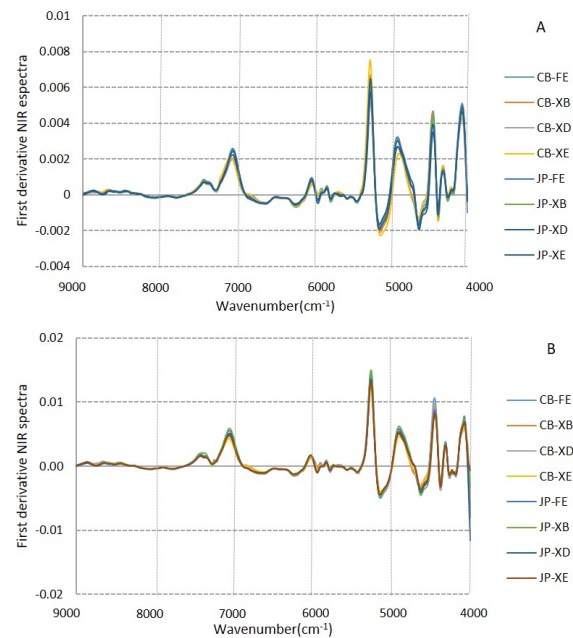 A
0.01
0.008
0.006
0.004
0.002
0
-0.002
-0.004
First derivative NIR espectra
9000 8000 7000 6000 5000 4000
Wavenumber(cm-1)
CB-FE
CB-XB
CB-XD
CB-XE
JP-FE
JP-XB
JP-XD
JP-XE
B
0.02
0.01
0.00
-0.01
-0.02
First derivative NIR spectra
9000 8000 7000 6000 5000 4000
Wavenumber(cm-1)
CB-FE
CB-XB
CB-XD
CB-XE
JP-FE
JP-XB
JP-XD
JP-XE